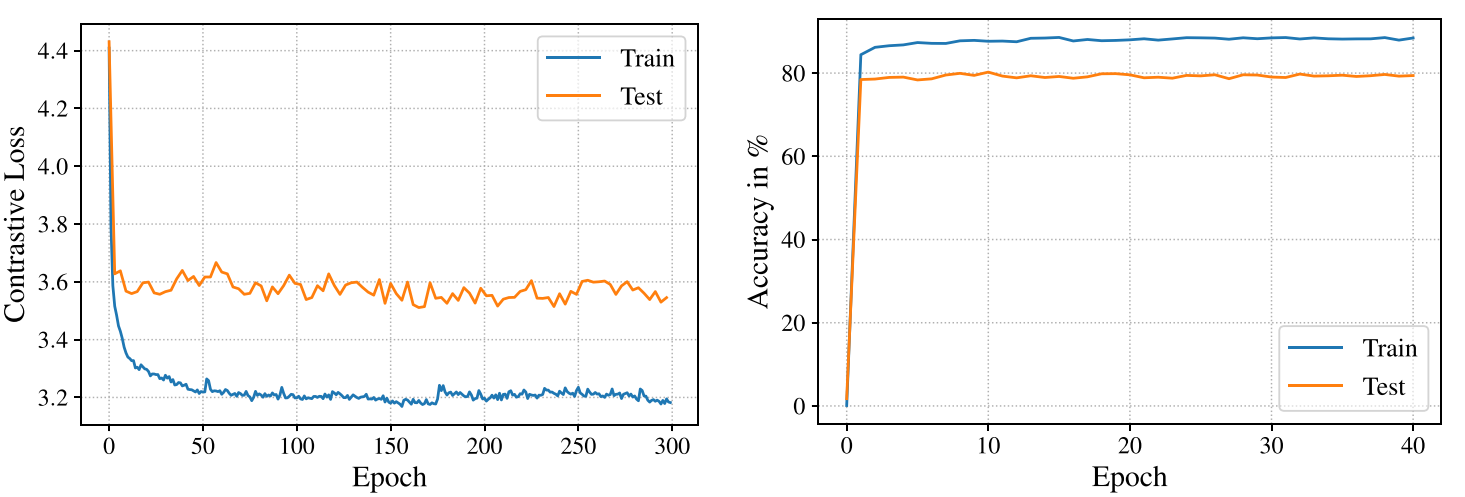 4.4
4.2
4.0
3.8
3.6
3.4
3.2
Contrastive Loss
Train
Test
0 50 100 150 200 250 300
Epoch
80
60
40
20
0
Accuracy in %
Train
Test
0 10 20 30 40
Epoch